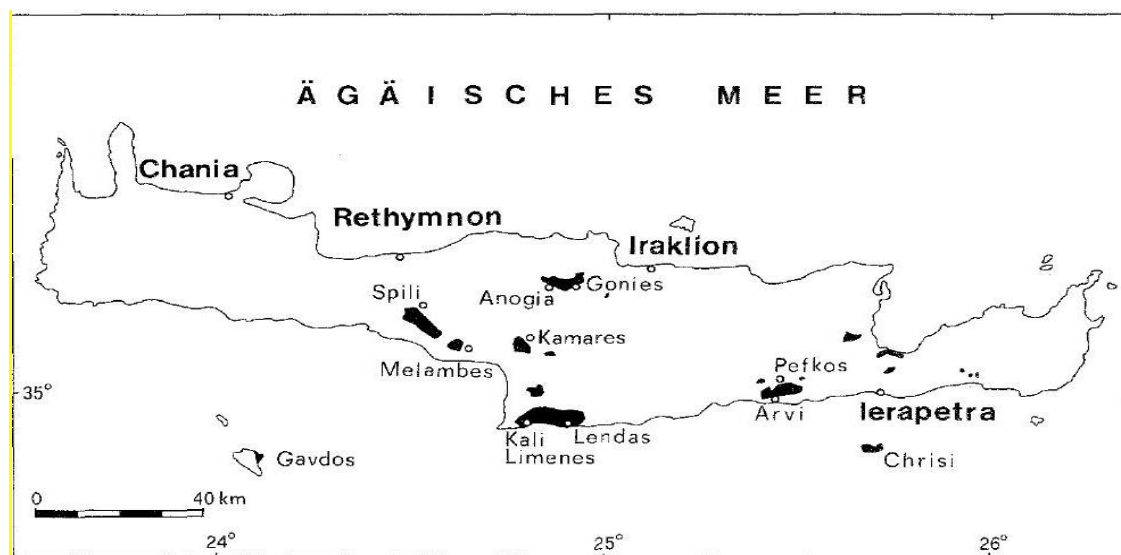 ÄGÄISCHES MEER
Chania
Rethymnon
Iraklion
Spili
Anogia
Gonies
Kamares
Melambes
Pefkos
35°
Arvi
Ierapetra
Kali
Limenes
Lendas
Chrisi
Gavdos
0 40 km
24° 25° 26°